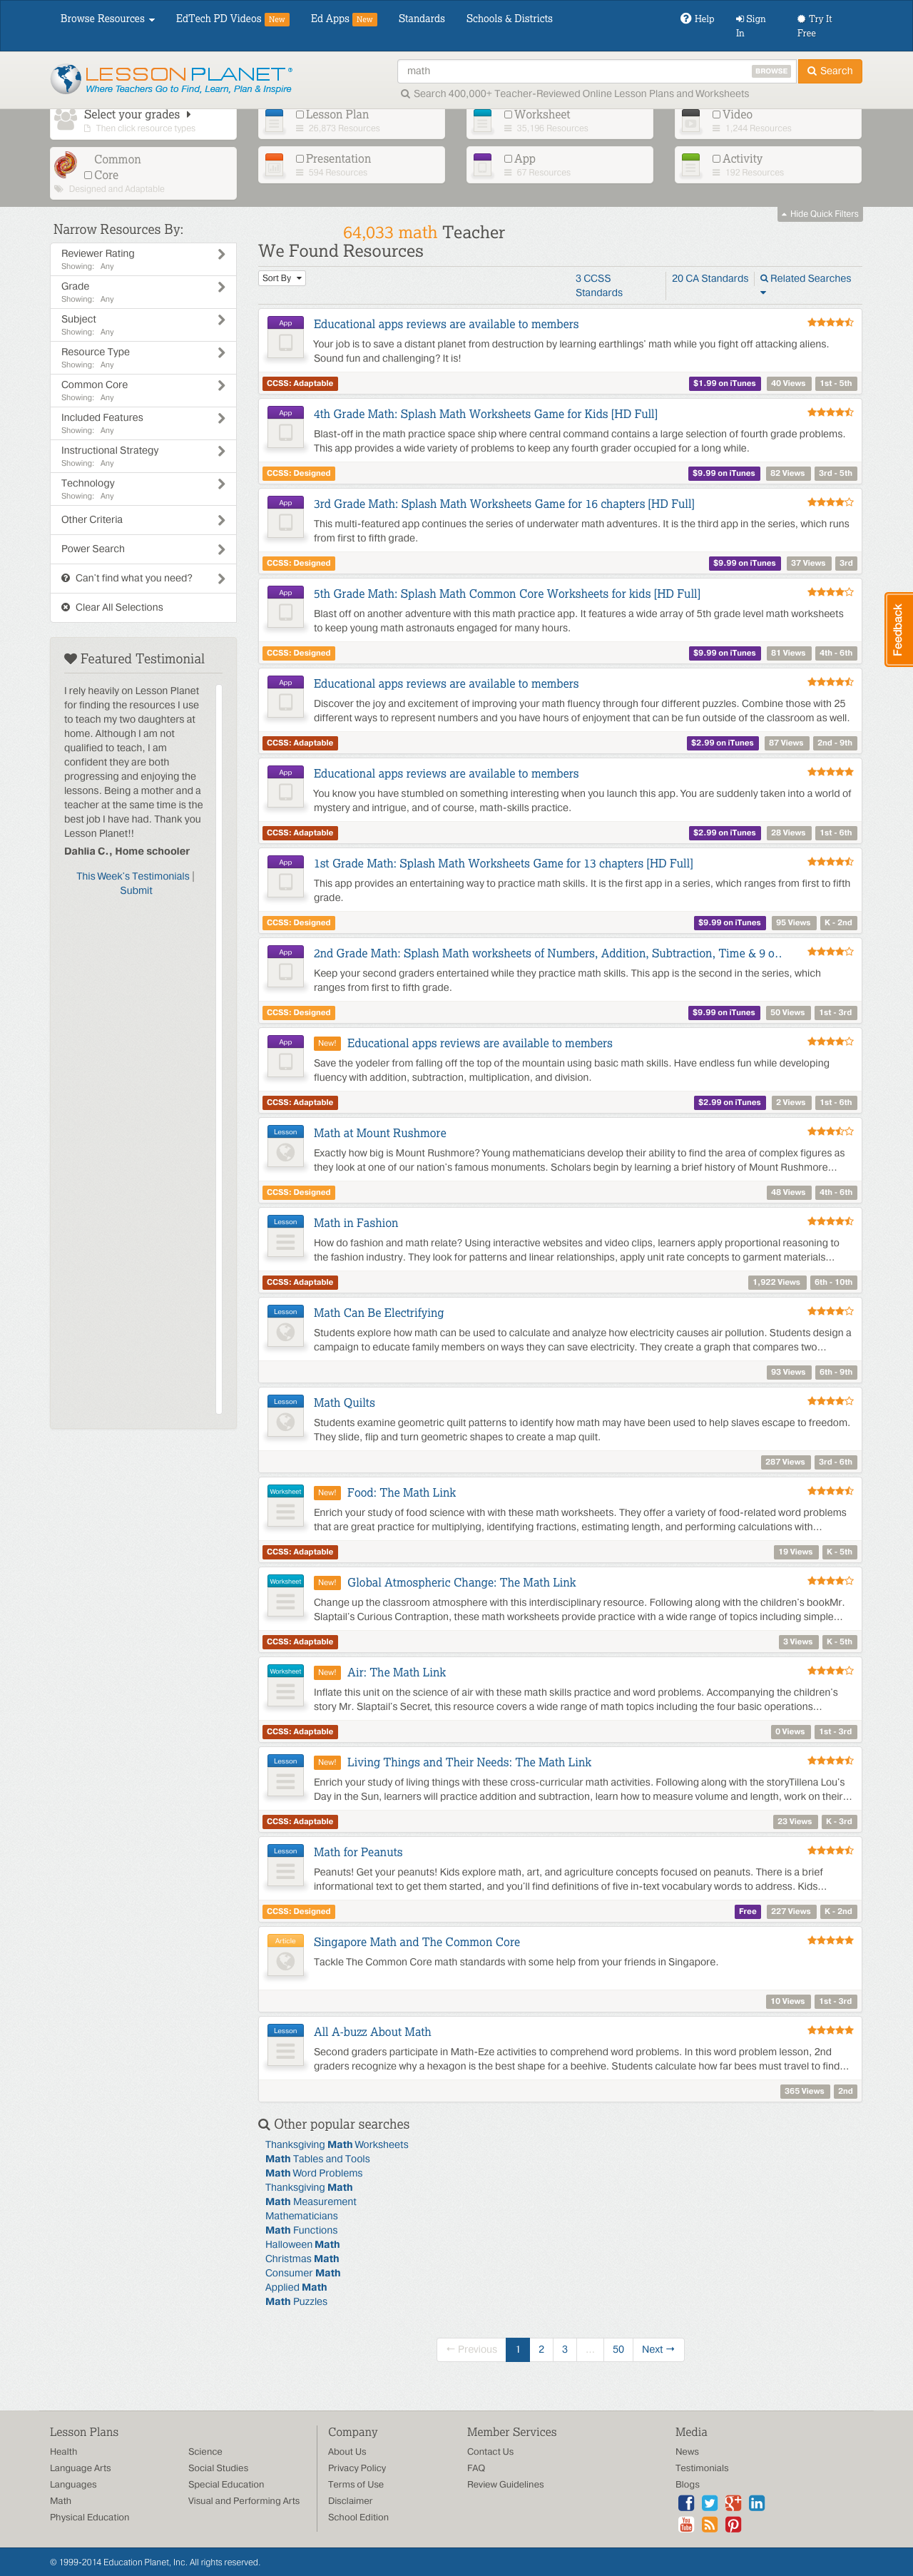 Browse Resources
EdTech PD Videos New
Ed Apps New
Standards
Schools & Districts
Help
Sign In
Try It Free
LESSON PLANET®
Where Teachers Go to Find, Learn, Plan & Inspire
math
BROWSE
Search
Search 400,000+ Teacher-Reviewed Online Lesson Plans and Worksheets
Select your grades
Then click resource types
Common Core
Designed and Adaptable
Lesson Plan
26,673 Resources
Worksheet
35,196 Resources
Video
1,244 Resources
Presentation
594 Resources
App
67 Resources
Activity
192 Resources
Hide Quick Filters
Narrow Resources By:
Reviewer Rating
Showing: Any
Grade
Showing: Any
Subject
Showing: Any
Resource Type
Showing: Any
Common Core
Showing: Any
Included Features
Showing: Any
Instructional Strategy
Showing: Any
Technology
Showing: Any
Other Criteria
Power Search
Can't find what you need?
Clear All Selections
Featured Testimonial
I rely heavily on Lesson Planet
for finding the resources I use
to teach my two daughters at
home. Although I am not
qualified to teach, I am
confident they are both
progressing and enjoying the
lessons. Being a mother and a
teacher at the same time is the
best job I have had. Thank you
Lesson Planet!!
Dahlia C., Home schooler
This Week's Testimonials |
Submit
64,033 math Teacher
We Found Resources
Sort By
3 CCSS Standards
20 CA Standards
Related Searches
App
Educational apps reviews are available to members
Your job is to save a distant planet from destruction by learning earthlings' math while you fight off attacking aliens.
Sound fun and challenging? It is!
CCSS: Adaptable
$1.99 on iTunes
40 Views
1st - 5th
App
4th Grade Math: Splash Math Worksheets Game for Kids [HD Full]
Blast-off in the math practice space ship where central command contains a large selection of fourth grade problems.
This app provides a wide variety of problems to keep any fourth grader occupied for a long while.
CCSS: Designed
$9.99 on iTunes
82 Views
3rd - 5th
App
3rd Grade Math: Splash Math Worksheets Game for 16 chapters [HD Full]
This multi-featured app continues the series of underwater math adventures. It is the third app in the series, which runs
from first to fifth grade.
CCSS: Designed
$9.99 on iTunes
37 Views
3rd
App
5th Grade Math: Splash Math Common Core Worksheets for kids [HD Full]
Blast off on another adventure with this math practice app. It features a wide array of 5th grade level math worksheets
to keep young math astronauts engaged for many hours.
CCSS: Designed
$9.99 on iTunes
81 Views
4th - 6th
App
Educational apps reviews are available to members
Discover the joy and excitement of improving your math fluency through four different puzzles. Combine those with 25
different ways to represent numbers and you have hours of enjoyment that can be fun outside of the classroom as well.
CCSS: Adaptable
$2.99 on iTunes
87 Views
2nd - 9th
App
Educational apps reviews are available to members
You know you have stumbled on something interesting when you launch this app. You are suddenly taken into a world of
mystery and intrigue, and of course, math-skills practice.
CCSS: Adaptable
$2.99 on iTunes
28 Views
1st - 6th
App
1st Grade Math: Splash Math Worksheets Game for 13 chapters [HD Full]
This app provides an entertaining way to practice math skills. It is the first app in a series, which ranges from first to fifth
grade.
CCSS: Designed
$9.99 on iTunes
95 Views
K - 2nd
App
2nd Grade Math: Splash Math worksheets of Numbers, Addition, Subtraction, Time & 9 o..
Keep your second graders entertained while they practice math skills. This app is the second in the series, which
ranges from first to fifth grade.
CCSS: Designed
$9.99 on iTunes
50 Views
1st - 3rd
App
New! Educational apps reviews are available to members
Save the yodeler from falling off the top of the mountain using basic math skills. Have endless fun while developing
fluency with addition, subtraction, multiplication, and division.
CCSS: Adaptable
$2.99 on iTunes
2 Views
1st - 6th
Lesson
Math at Mount Rushmore
Exactly how big is Mount Rushmore? Young mathematicians develop their ability to find the area of complex figures as
they look at one of our nation's famous monuments. Scholars begin by learning a brief history of Mount Rushmore...
CCSS: Designed
48 Views
4th - 6th
Lesson
Math in Fashion
How do fashion and math relate? Using interactive websites and video clips, learners apply proportional reasoning to
the fashion industry. They look for patterns and linear relationships, apply unit rate concepts to garment materials...
CCSS: Adaptable
1,922 Views
6th - 10th
Lesson
Math Can Be Electrifying
Students explore how math can be used to calculate and analyze how electricity causes air pollution. Students design a
campaign to educate family members on ways they can save electricity. They create a graph that compares two...
93 Views
6th - 9th
Lesson
Math Quilts
Students examine geometric quilt patterns to identify how math may have been used to help slaves escape to freedom.
They slide, flip and turn geometric shapes to create a map quilt.
287 Views
3rd - 6th
Worksheet
New! Food: The Math Link
Enrich your study of food science with with these math worksheets. They offer a variety of food-related word problems
that are great practice for multiplying, identifying fractions, estimating length, and performing calculations with...
CCSS: Adaptable
19 Views
K - 5th
Worksheet
New! Global Atmospheric Change: The Math Link
Change up the classroom atmosphere with this interdisciplinary resource. Following along with the children's bookMr.
Slaptail's Curious Contraption, these math worksheets provide practice with a wide range of topics including simple...
CCSS: Adaptable
3 Views
K - 5th
Worksheet
New! Air: The Math Link
Inflate this unit on the science of air with these math skills practice and word problems. Accompanying the children's
story Mr. Slaptail's Secret, this resource covers a wide range of math topics including the four basic operations...
CCSS: Adaptable
0 Views
1st - 3rd
Lesson
New! Living Things and Their Needs: The Math Link
Enrich your study of living things with these cross-curricular math activities. Following along with the storyTillena Lou's
Day in the Sun, learners will practice addition and subtraction, learn how to measure volume and length, work on their...
CCSS: Adaptable
23 Views
K - 3rd
Lesson
Math for Peanuts
Peanuts! Get your peanuts! Kids explore math, art, and agriculture concepts focused on peanuts. There is a brief
informational text to get them started, and you'll find definitions of five in-text vocabulary words to address. Kids...
CCSS: Designed
Free
227 Views
K - 2nd
Article
Singapore Math and The Common Core
Tackle The Common Core math standards with some help from your friends in Singapore.
10 Views
1st - 3rd
Lesson
All A-buzz About Math
Second graders participate in Math-Eze activities to comprehend word problems. In this word problem lesson, 2nd
graders recognize why a hexagon is the best shape for a beehive. Students calculate how far bees must travel to find...
365 Views
2nd
Feedback
Other popular searches
Thanksgiving Math Worksheets
Math Tables and Tools
Math Word Problems
Thanksgiving Math
Math Measurement
Mathematicians
Math Functions
Halloween Math
Christmas Math
Consumer Math
Applied Math
Math Puzzles
← Previous
1
2
3
...
50
Next →
Lesson Plans
Health
Language Arts
Languages
Math
Physical Education
Science
Social Studies
Special Education
Visual and Performing Arts
Company
About Us
Privacy Policy
Terms of Use
Disclaimer
School Edition
Member Services
Contact Us
FAQ
Review Guidelines
Media
News
Testimonials
Blogs
© 1999-2014 Education Planet, Inc. All rights reserved.